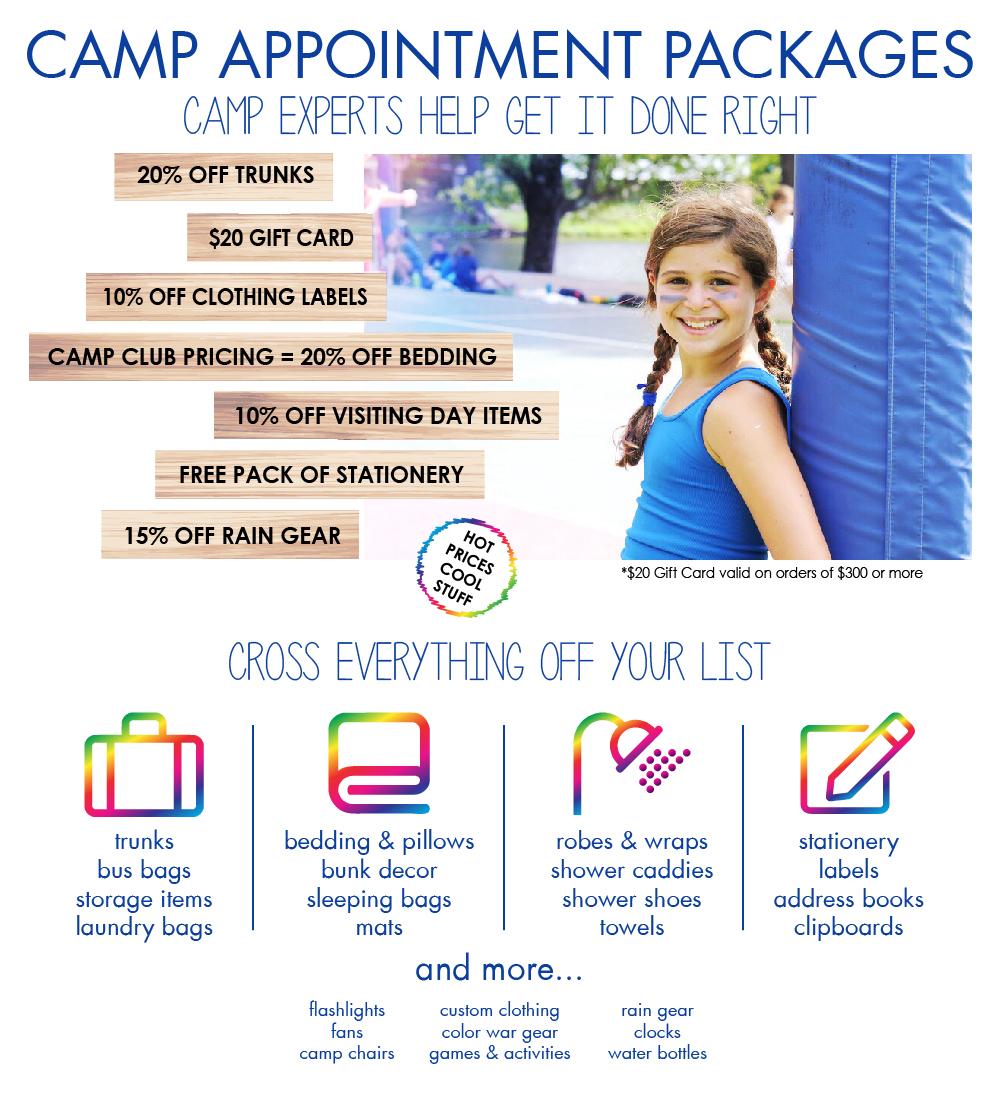 CAMP APPOINTMENT PACKAGES
CAMP EXPERTS HELP GET IT DONE RIGHT
20% OFF TRUNKS
$20 GIFT CARD
10% OFF CLOTHING LABELS
CAMP CLUB PRICING = 20% OFF BEDDING
10% OFF VISITING DAY ITEMS
FREE PACK OF STATIONERY
15% OFF RAIN GEAR
HOT
PRICES
COOL
STUFF
*$20 Gift Card valid on orders of $300 or more
CROSS EVERYTHING OFF YOUR LIST
trunks
bus bags
storage items
laundry bags
bedding & pillows
bunk decor
sleeping bags
mats
robes & wraps
shower caddies
shower shoes
towels
stationery
labels
address books
clipboards
and more...
flashlights
fans
camp chairs
custom clothing
color war gear
games & activities
rain gear
clocks
water bottles